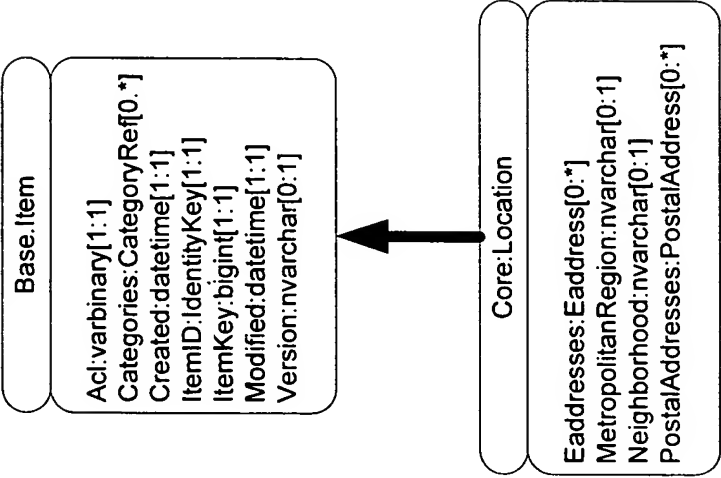 Base.Item
Acl:varbinary[1:1]
Categories:CategoryRef[0.*]
Created:datetime[1:1]
ItemID:IdentityKey[1:1]
ItemKey:bigint[1:1]
Modified:datetime[1:1]
Version:nvarchar[0:1]
Core:Location
Eaddresses:Eaddress[0:*]
MetropolitanRegion:nvarchar[0:1]
Neighborhood:nvarchar[0:1]
PostalAddresses:PostalAddress[0:*]